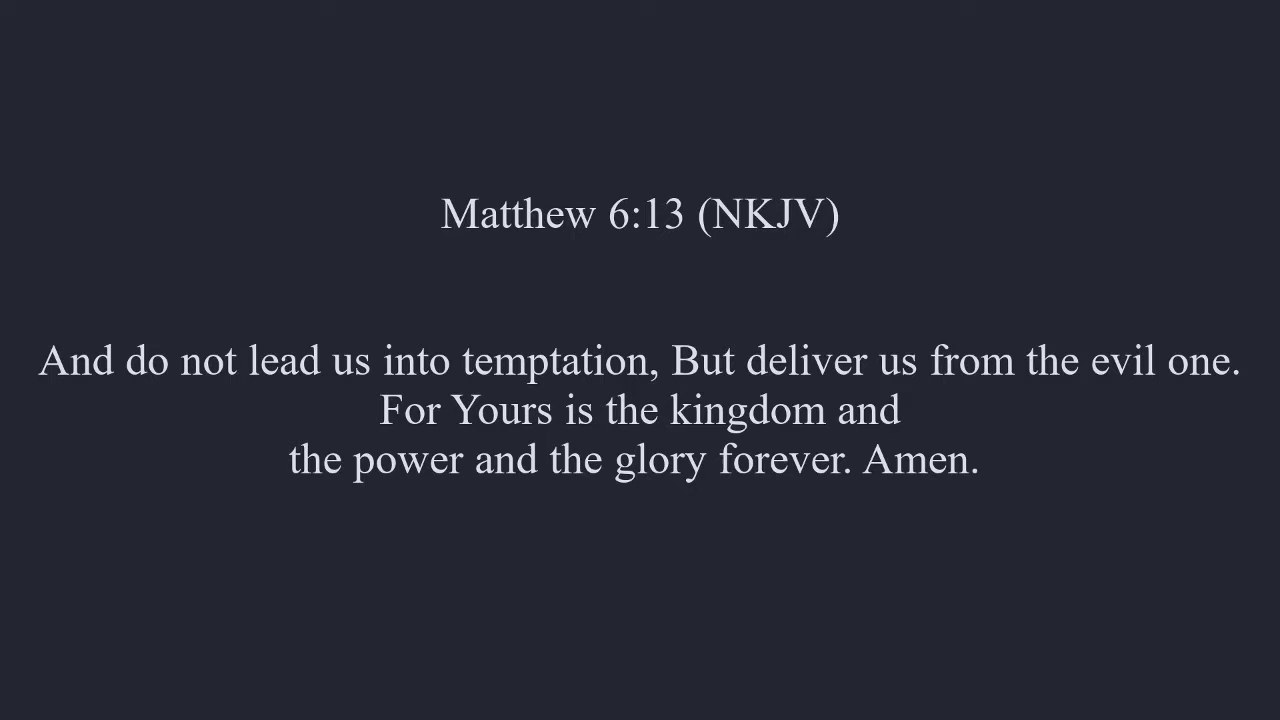 Matthew 6:13 (NKJV)
And do not lead us into temptation, But deliver us from the evil one.
For Yours is the kingdom and
the power and the glory forever. Amen.